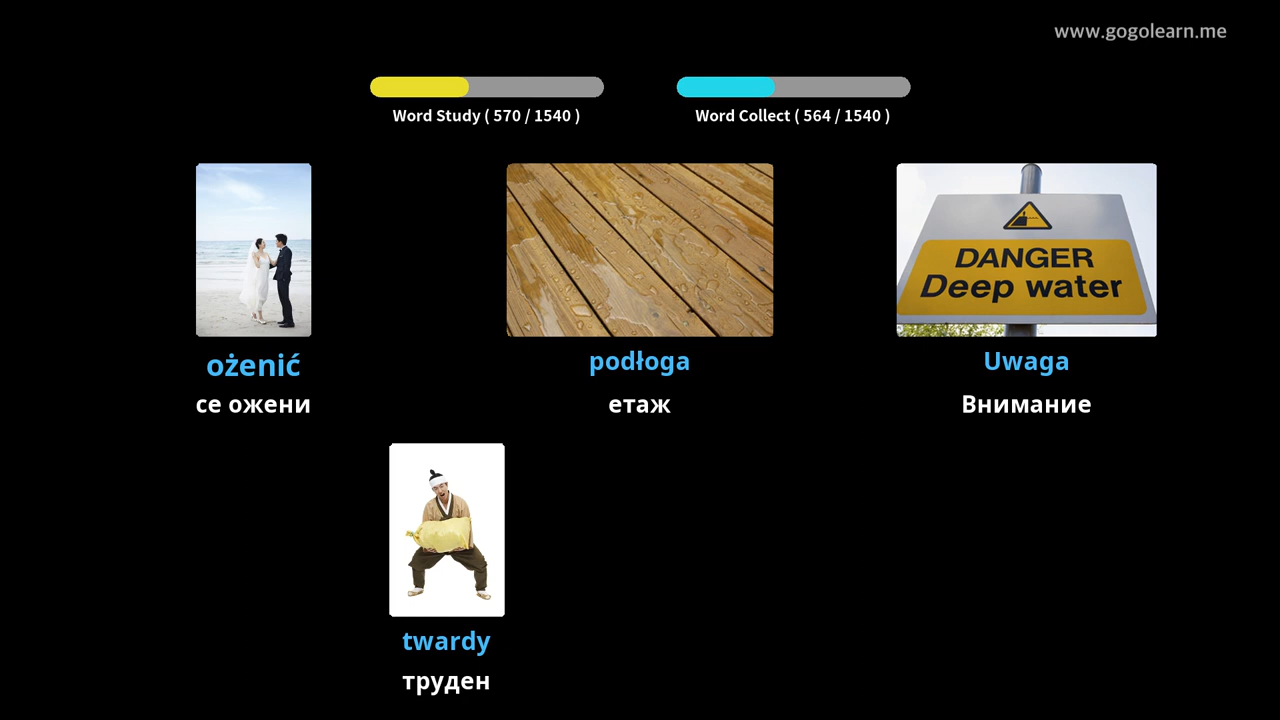 www.gogolearn.me
Word Study ( 570 / 1540 )
Word Collect ( 564 / 1540 )
DANGER
Deep water
ożenić
podłoga
Uwaga
се ожени
етаж
Внимание
twardy
труден